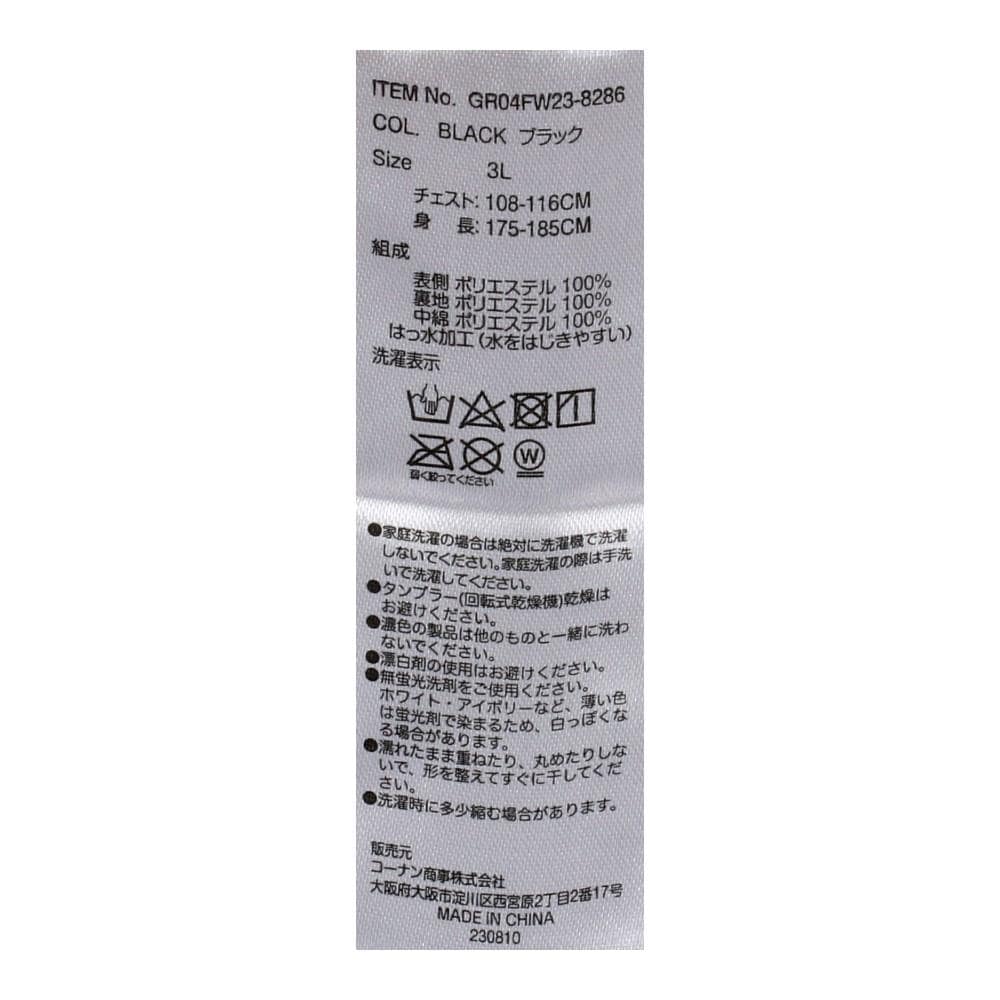 ITEM No. GR04FW23-8286
COL. BLACK ブラック
Size 3L
チェスト: 108-116CM
身 長: 175-185CM
組成
表側 ポリエステル 100%
裏地 ポリエステル 100%
中綿 ポリエステル 100%
はっ水加工(水をはじきやすい)
洗濯表示
W
弱く絞ってください
●家庭洗濯の場合は絶対に洗濯機で洗濯
しないでください。家庭洗濯の際は手洗
いで洗濯してください。
●タンブラー(回転式乾燥機)乾燥は
お避けください。
●濃色の製品は他のものと一緒に洗わ
ないでください。
●漂白剤の使用はお避けください。
●無蛍光洗剤をご使用ください。
ホワイト・アイボリーなど、薄い色
は蛍光剤で染まるため、白っぽくな
る場合があります。
●濡れたまま重ねたり、丸めたりしな
いで、形を整えてすぐに干してくだ
さい。
●洗濯時に多少縮む場合があります。
販売元
コーナン商事株式会社
大阪府大阪市淀川区西宮原2丁目2番17号
MADE IN CHINA
230810